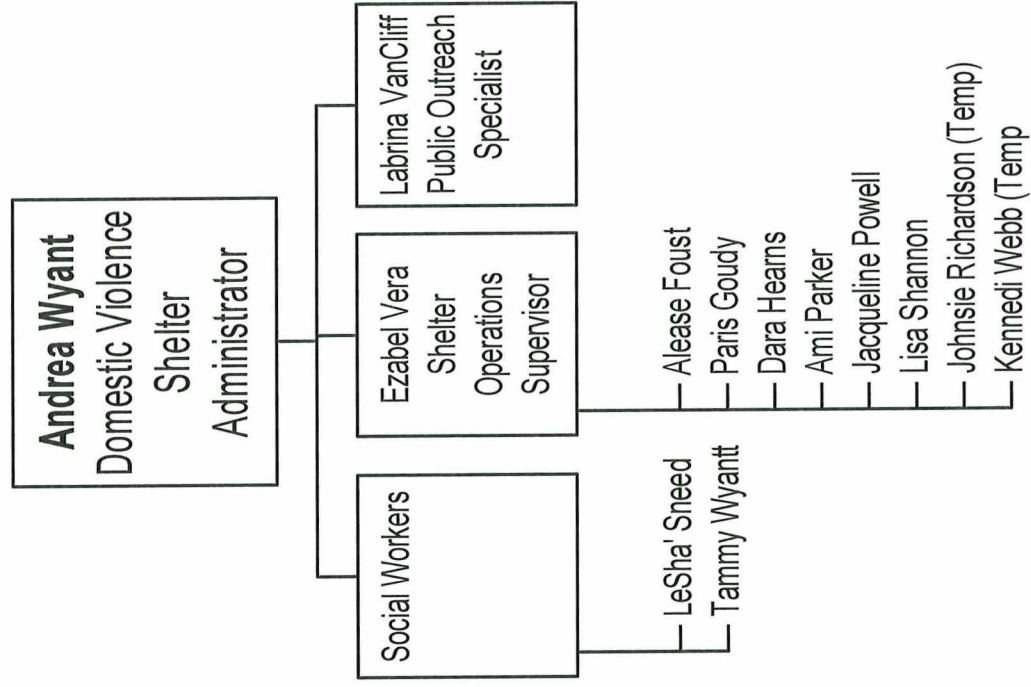 Andrea Wyant
Domestic Violence
Shelter
Administrator
Social Workers
LeSha' Sneed
Tammy Wyantt
Ezabel Vera
Shelter
Operations
Supervisor
Alease Foust
Paris Goudy
Dara Hearns
Ami Parker
Jacqueline Powell
Lisa Shannon
Johnsie Richardson (Temp)
Kennedi Webb (Temp
Labrina VanCliff
Public Outreach
Specialist